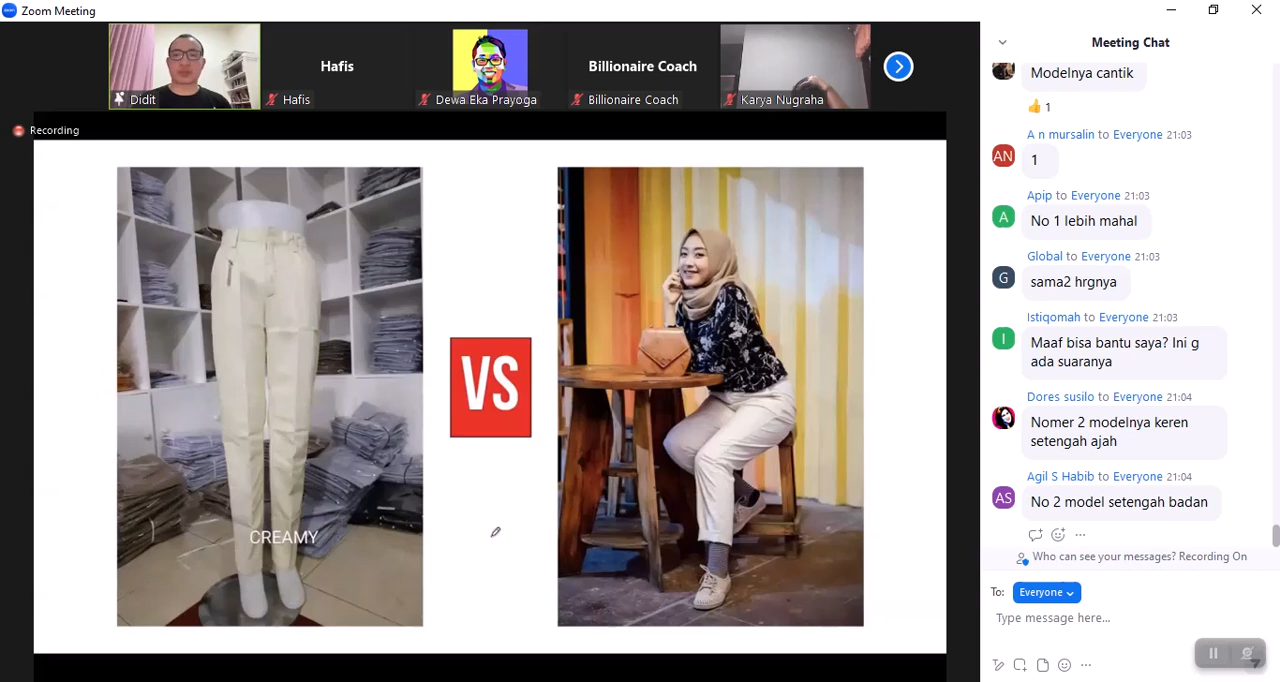 Zoom Meeting
Didit
Hafis
Hafis
Dewa Eka Prayoga
Billionaire Coach
Billionaire Coach
Karya Nugraha
Recording
CREAMY
VS
Meeting Chat
Modelnya cantik
👍 1
A n mursalin to Everyone 21:03
AN
1
Apip to Everyone 21:03
A
No 1 lebih mahal
Global to Everyone 21:03
G
sama2 hrgnya
Istiqomah to Everyone 21:03
I
Maaf bisa bantu saya? Ini g
ada suaranya
Dores susilo to Everyone 21:04
Nomer 2 modelnya keren
setengah ajah
Agil S Habib to Everyone 21:04
AS
No 2 model setengah badan
Who can see your messages? Recording On
To: Everyone
Type message here...